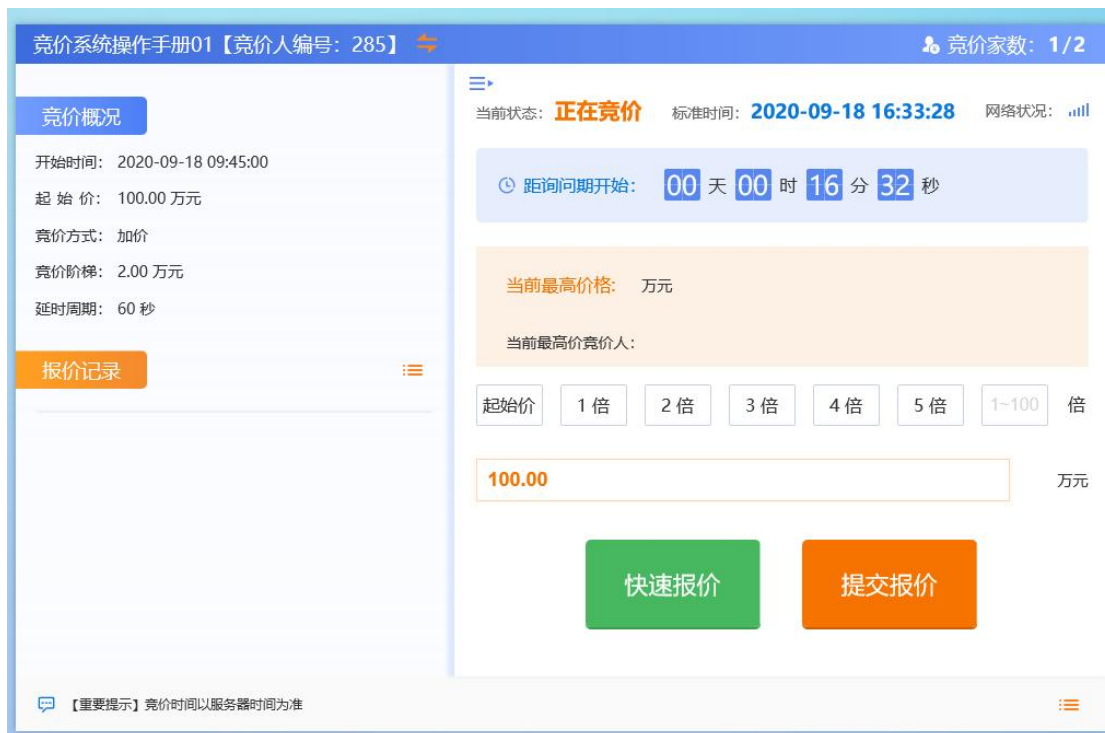 竞价系统操作手册01【竞价人编号：285】
竞价家数：1/2
竞价概况
开始时间： 2020-09-18 09:45:00
起 始 价： 100.00 万元
竞价方式： 加价
竞价阶梯： 2.00 万元
延时周期： 60 秒
报价记录
当前状态：正在竞价 标准时间：2020-09-18 16:33:28 网络状况：
距询问期开始： 00 天 00 时 16 分 32 秒
当前最高价格： 万元
当前最高价竞价人：
起始价 1 倍 2 倍 3 倍 4 倍 5 倍 1~100 倍
100.00 万元
快速报价 提交报价
【重要提示】竞价时间以服务器时间为准